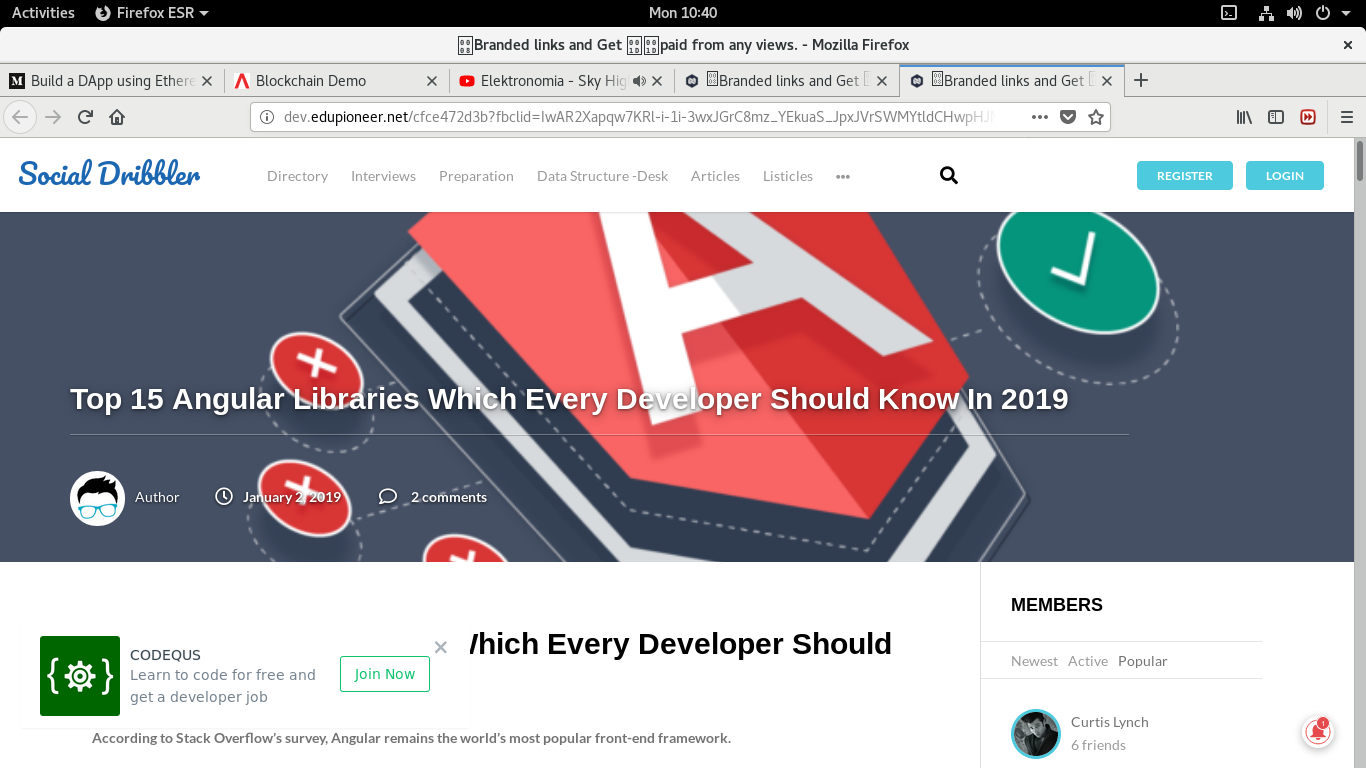 Activities Firefox ESR Mon 10:40
Branded links and Get paid from any views. - Mozilla Firefox
Build a DApp using Ethere Blockchain Demo Elektronomia - Sky Hig Branded links and Get Branded links and Get
dev.edupioneer.net/cfce472d3b?fbclid=IwAR2Xapqw7KRl-i-1i-3wxJGrC8mz_YEkuaS_JpxJVrSWMYtldCHwpHJ
Social Dribbler Directory Interviews Preparation Data Structure -Desk Articles Listicles ••• REGISTER LOGIN
Top 15 Angular Libraries Which Every Developer Should Know In 2019
Author January 2, 2019 2 comments
MEMBERS
Which Every Developer Should
CODEQUS
Learn to code for free and
get a developer job
Join Now
Newest Active Popular
According to Stack Overflow’s survey, Angular remains the world’s most popular front-end framework.
Curtis Lynch
6 friends
1